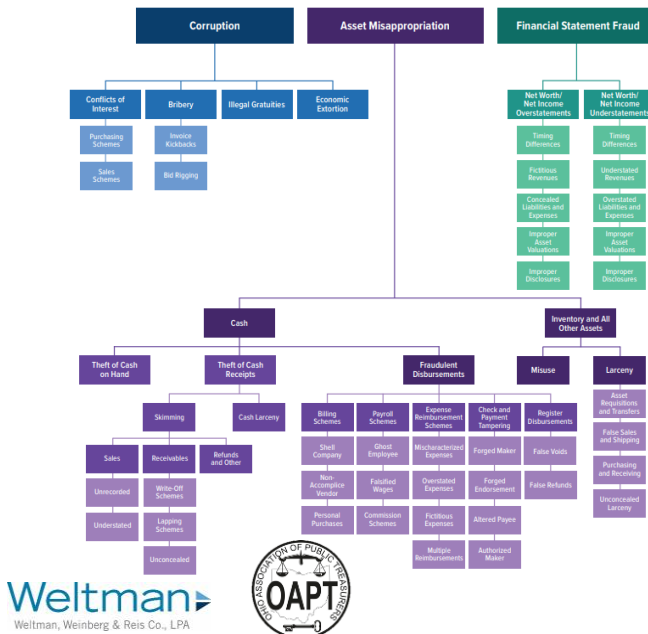 Corruption
Asset Misappropriation
Financial Statement Fraud
Conflicts of
Interest
Bribery
Illegal Gratuities
Economic
Extortion
Net Worth/
Net Income
Overstatements
Net Worth/
Net Income
Understatements
Purchasing
Schemes
Invoice
Kickbacks
Timing
Differences
Timing
Differences
Sales
Schemes
Bid Rigging
Fictitious
Revenues
Understated
Revenues
Concealed
Liabilities and
Expenses
Overstated
Liabilities and
Expenses
Improper
Asset
Valuations
Improper
Asset
Valuations
Improper
Disclosures
Improper
Disclosures
Cash
Inventory and All
Other Assets
Theft of Cash
on Hand
Theft of Cash
Receipts
Fraudulent
Disbursements
Misuse
Larceny
Skimming
Cash Larceny
Billing
Schemes
Payroll
Schemes
Expense
Reimbursement
Schemes
Check and
Payment
Tampering
Register
Disbursements
Asset
Requisitions
and Transfers
Sales
Receivables
Refunds
and Other
Shell
Company
Ghost
Employee
Mischaracterized
Expenses
Forged Maker
False Voids
False Sales
and Shipping
Unrecorded
Write-Off
Schemes
Non-
Accomplice
Vendor
Falsified
Wages
Overstated
Expenses
Forged
Endorsement
False Refunds
Purchasing
and Receiving
Understated
Lapping
Schemes
Personal
Purchases
Commission
Schemes
Fictitious
Expenses
Altered Payee
Unconcealed
Larceny
Unconcealed
Multiple
Reimbursements
Authorized
Maker
Weltman
Weltman, Weinberg & Reis Co., LPA
OHIO ASSOCIATION OF PUBLIC TREASURERS
OAPT